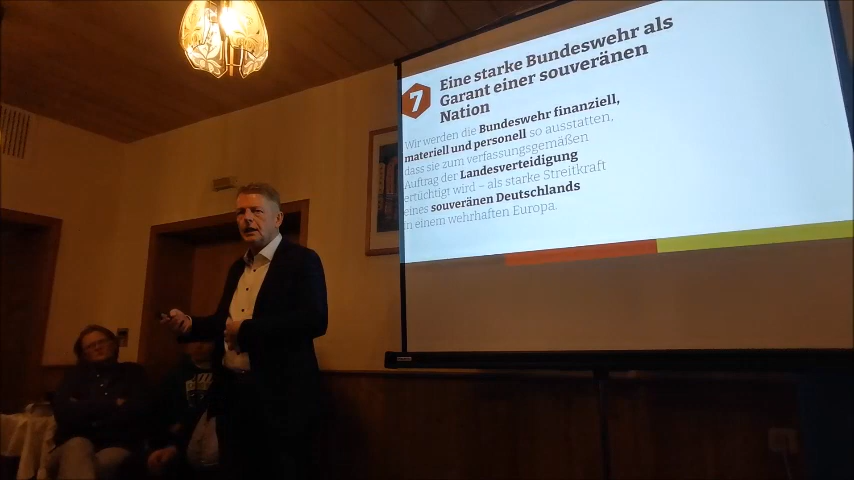 7
Eine starke Bundeswehr als
Garant einer souveränen
Nation
Wir werden die Bundeswehr finanziell,
materiell und personell so ausstatten,
dass sie zum verfassungsgemäßen
Auftrag der Landesverteidigung
ertüchtigt wird – als starke Streitkraft
eines souveränen Deutschlands
in einem wehrhaften Europa.